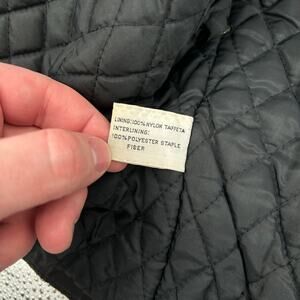 LINING:100% NYLON TAFFETA
INTERLINING:
100% POLYESTER STAPLE
FIBER